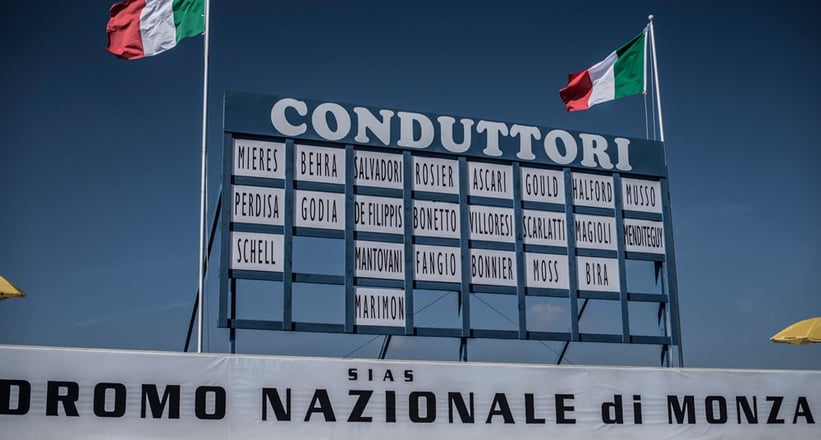 CONDUTTORI
MIERES BEHRA SALVADORI ROSIER ASCARI GOULD HALFORD MUSSO
PERDISA GODIA DE FILIPPIS BONETTO VILLORESI SCARLATTI MAGIOLI MENDITEGUY
SCHELL MANTOVANI FANGIO BONNIER MOSS BIRA
MARIMON
SIAS
DROMO NAZIONALE di MONZA